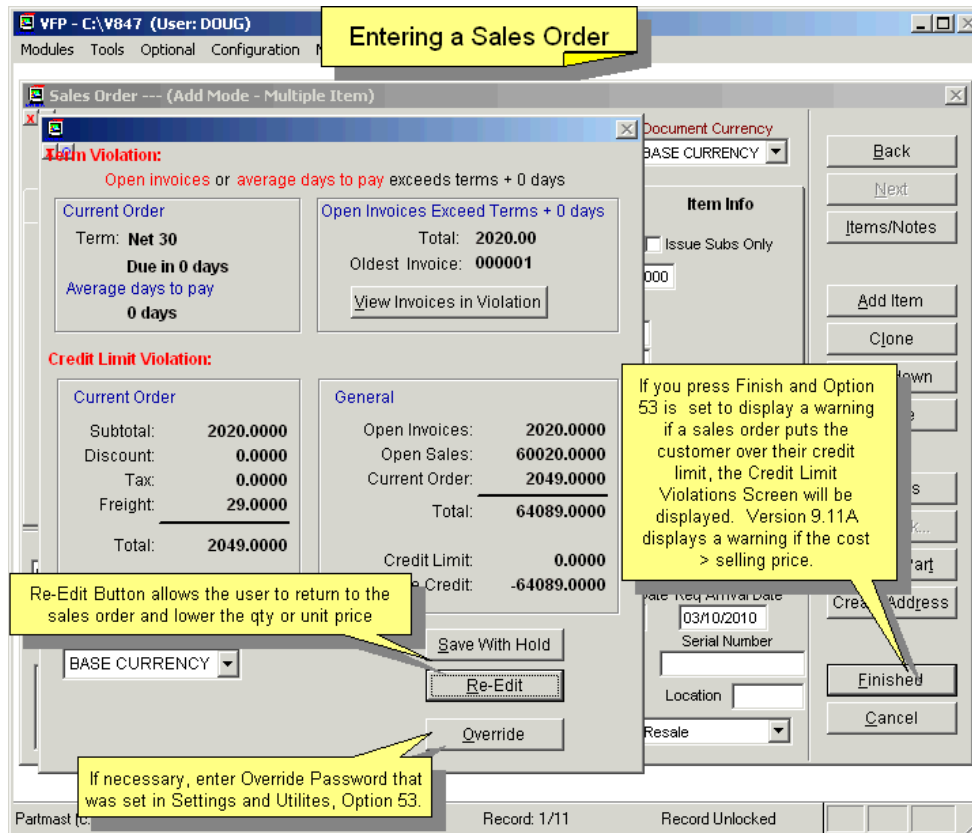 VFP - C:\V847 (User: DOUG)
Entering a Sales Order
Modules Tools Optional Configuration
Sales Order --- (Add Mode - Multiple Item)
Term Violation:
Open invoices or average days to pay exceeds terms + 0 days
Current Order
Term: Net 30
Due in 0 days
Average days to pay
0 days
Open Invoices Exceed Terms + 0 days
Total: 2020.00
Oldest Invoice: 000001
View Invoices in Violation
Credit Limit Violation:
Current Order
Subtotal: 2020.0000
Discount: 0.0000
Tax: 0.0000
Freight: 29.0000
Total: 2049.0000
General
Open Invoices: 2020.0000
Open Sales: 60020.0000
Current Order: 2049.0000
Total: 64089.0000
Credit Limit: 0.0000
Credit: -64089.0000
Re-Edit Button allows the user to return to the
sales order and lower the qty or unit price
BASE CURRENCY
Save With Hold
Re-Edit
Override
If necessary, enter Override Password that
was set in Settings and Utilites, Option 53.
Document Currency
BASE CURRENCY
Item Info
Issue Subs Only
000
If you press Finish and Option
53 is set to display a warning
if a sales order puts the
customer over their credit
limit, the Credit Limit
Violations Screen will be
displayed. Version 9.11A
displays a warning if the cost
> selling price.
Req Arrival Date
03/10/2010
Serial Number
Location
Resale
Back
Next
Items/Notes
Add Item
Clone
Address
Finished
Cancel
Partmast
Record: 1/11
Record Unlocked